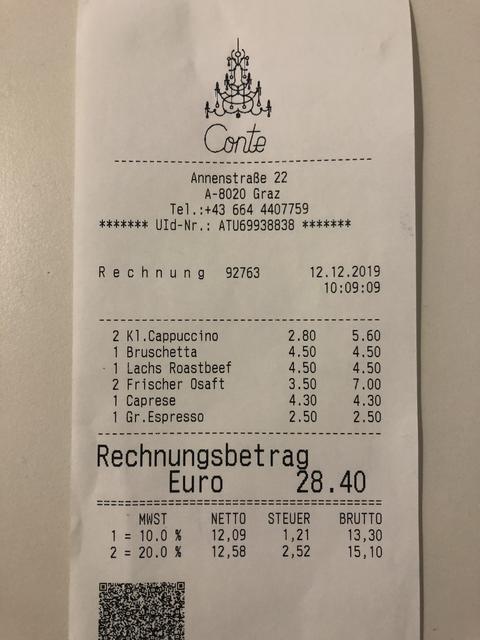 Conte
Annenstraße 22
A-8020 Graz
Tel.:+43 664 4407759
******* UId-Nr.: ATU69938838 *******
Rechnung 92763 12.12.2019
10:09:09
2 Kl.Cappuccino 2.80 5.60
1 Bruschetta 4.50 4.50
1 Lachs Roastbeef 4.50 4.50
2 Frischer Osaft 3.50 7.00
1 Caprese 4.30 4.30
1 Gr.Espresso 2.50 2.50
Rechnungsbetrag
Euro 28.40
MWST NETTO STEUER BRUTTO
1 = 10.0 % 12,09 1,21 13,30
2 = 20.0 % 12,58 2,52 15,10